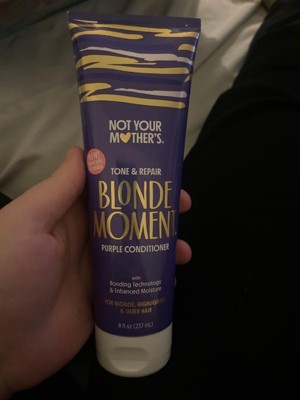 NOT YOUR
MOTHER'S.
TONE & REPAIR
BLONDE
MOMENT
PURPLE CONDITIONER
with
Bonding Technology
& Enhanced Moisture
FOR BLONDE, HIGHLIGHTED
& SILVER HAIR
8 fl oz (237 mL)